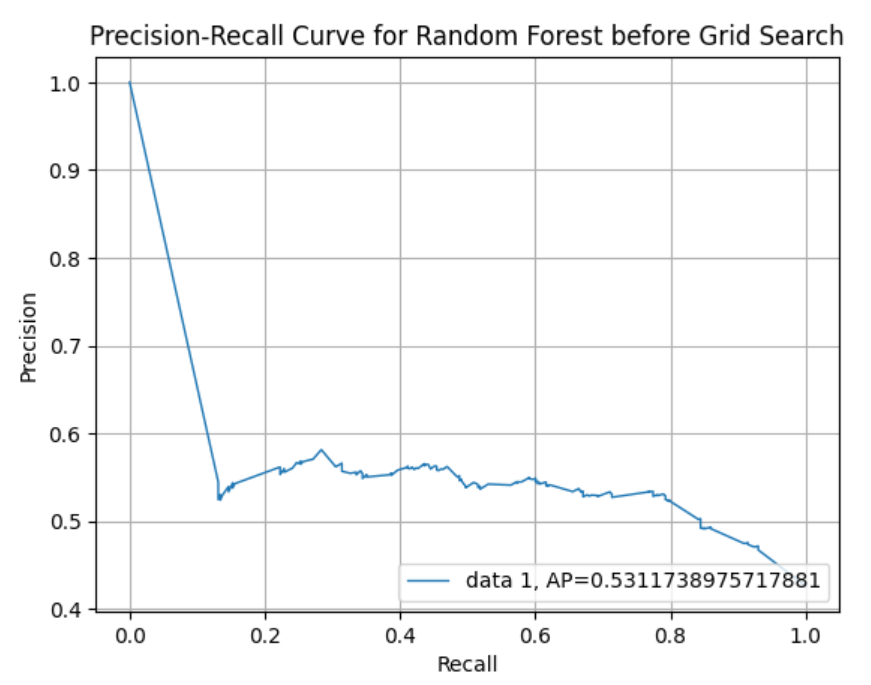 Precision-Recall Curve for Random Forest before Grid Search
1.0
0.9
0.8
0.7
0.6
0.5
0.4
Precision
0.0 0.2 0.4 0.6 0.8 1.0
Recall
data 1, AP=0.5311738975717881